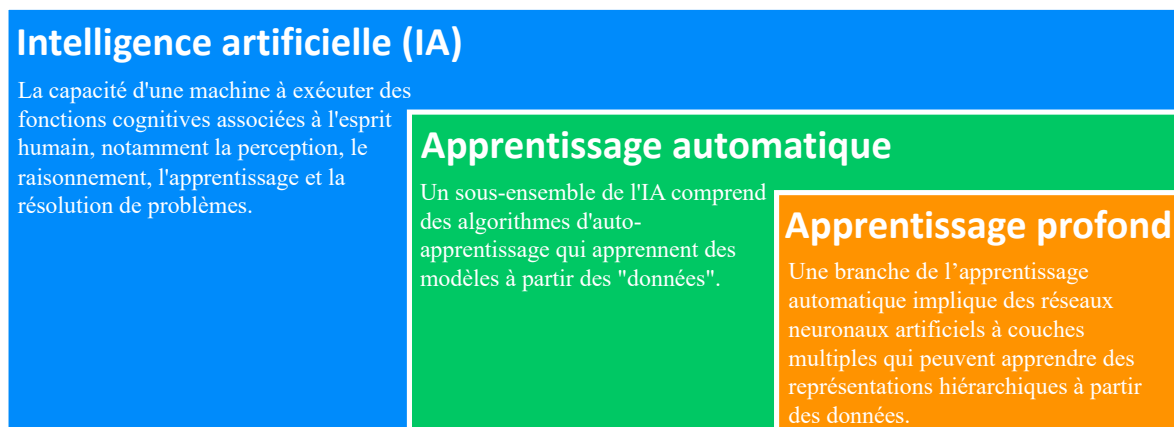 Intelligence artificielle (IA)
La capacité d'une machine à exécuter des
fonctions cognitives associées à l'esprit
humain, notamment la perception, le
raisonnement, l'apprentissage et la
résolution de problèmes.
Apprentissage automatique
Un sous-ensemble de l'IA comprend
des algorithmes d'auto-
apprentissage qui apprennent des
modèles à partir des "données".
Apprentissage profond
Une branche de l’apprentissage
automatique implique des réseaux
neuronaux artificiels à couches
multiples qui peuvent apprendre des
représentations hiérarchiques à partir
des données.